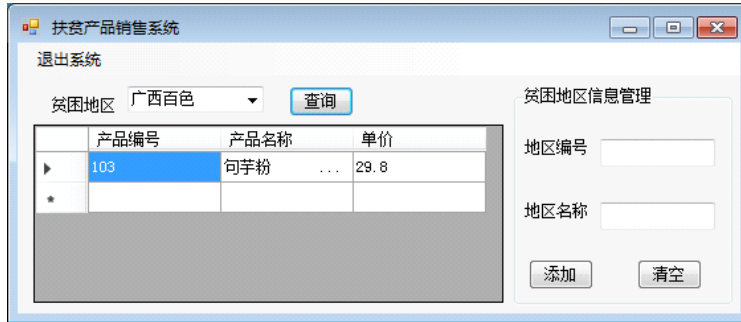 扶贫产品销售系统
退出系统
贫困地区 广西百色 查询
产品编号 产品名称 单价
103 句芋粉 ... 29.8
贫困地区信息管理
地区编号
地区名称
添加 清空